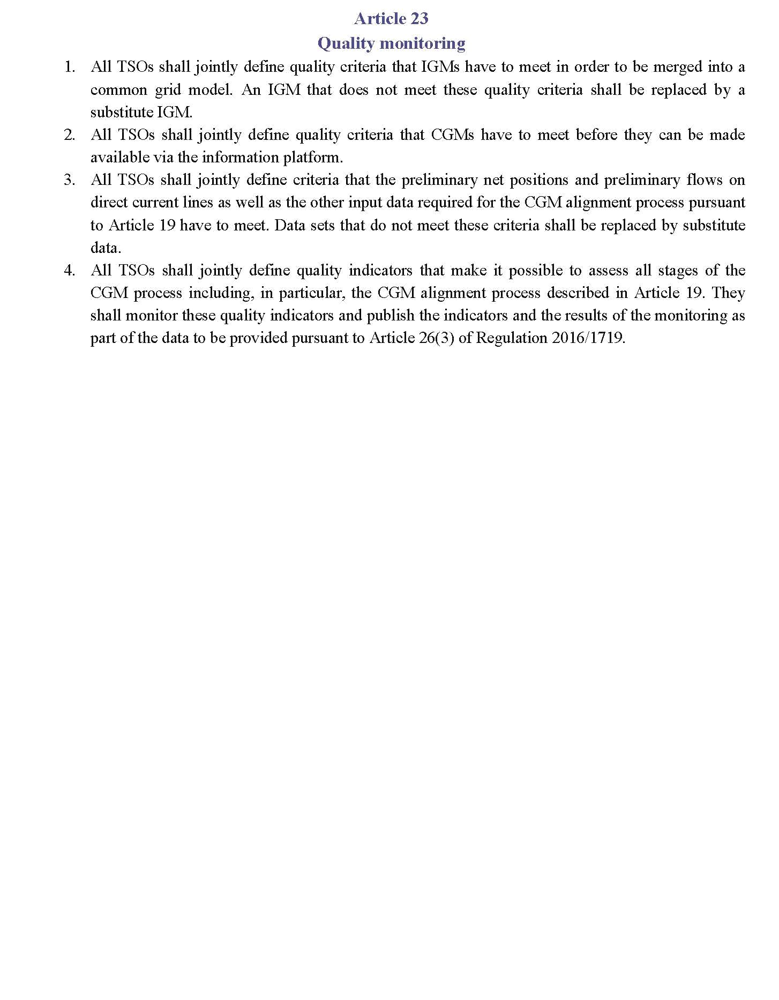 Article 23
Quality monitoring
1. All TSOs shall jointly define quality criteria that IGMs have to meet in order to be merged into a
common grid model. An IGM that does not meet these quality criteria shall be replaced by a
substitute IGM.
2. All TSOs shall jointly define quality criteria that CGMs have to meet before they can be made
available via the information platform.
3. All TSOs shall jointly define criteria that the preliminary net positions and preliminary flows on
direct current lines as well as the other input data required for the CGM alignment process pursuant
to Article 19 have to meet. Data sets that do not meet these criteria shall be replaced by substitute
data.
4. All TSOs shall jointly define quality indicators that make it possible to assess all stages of the
CGM process including, in particular, the CGM alignment process described in Article 19. They
shall monitor these quality indicators and publish the indicators and the results of the monitoring as
part of the data to be provided pursuant to Article 26(3) of Regulation 2016/1719.